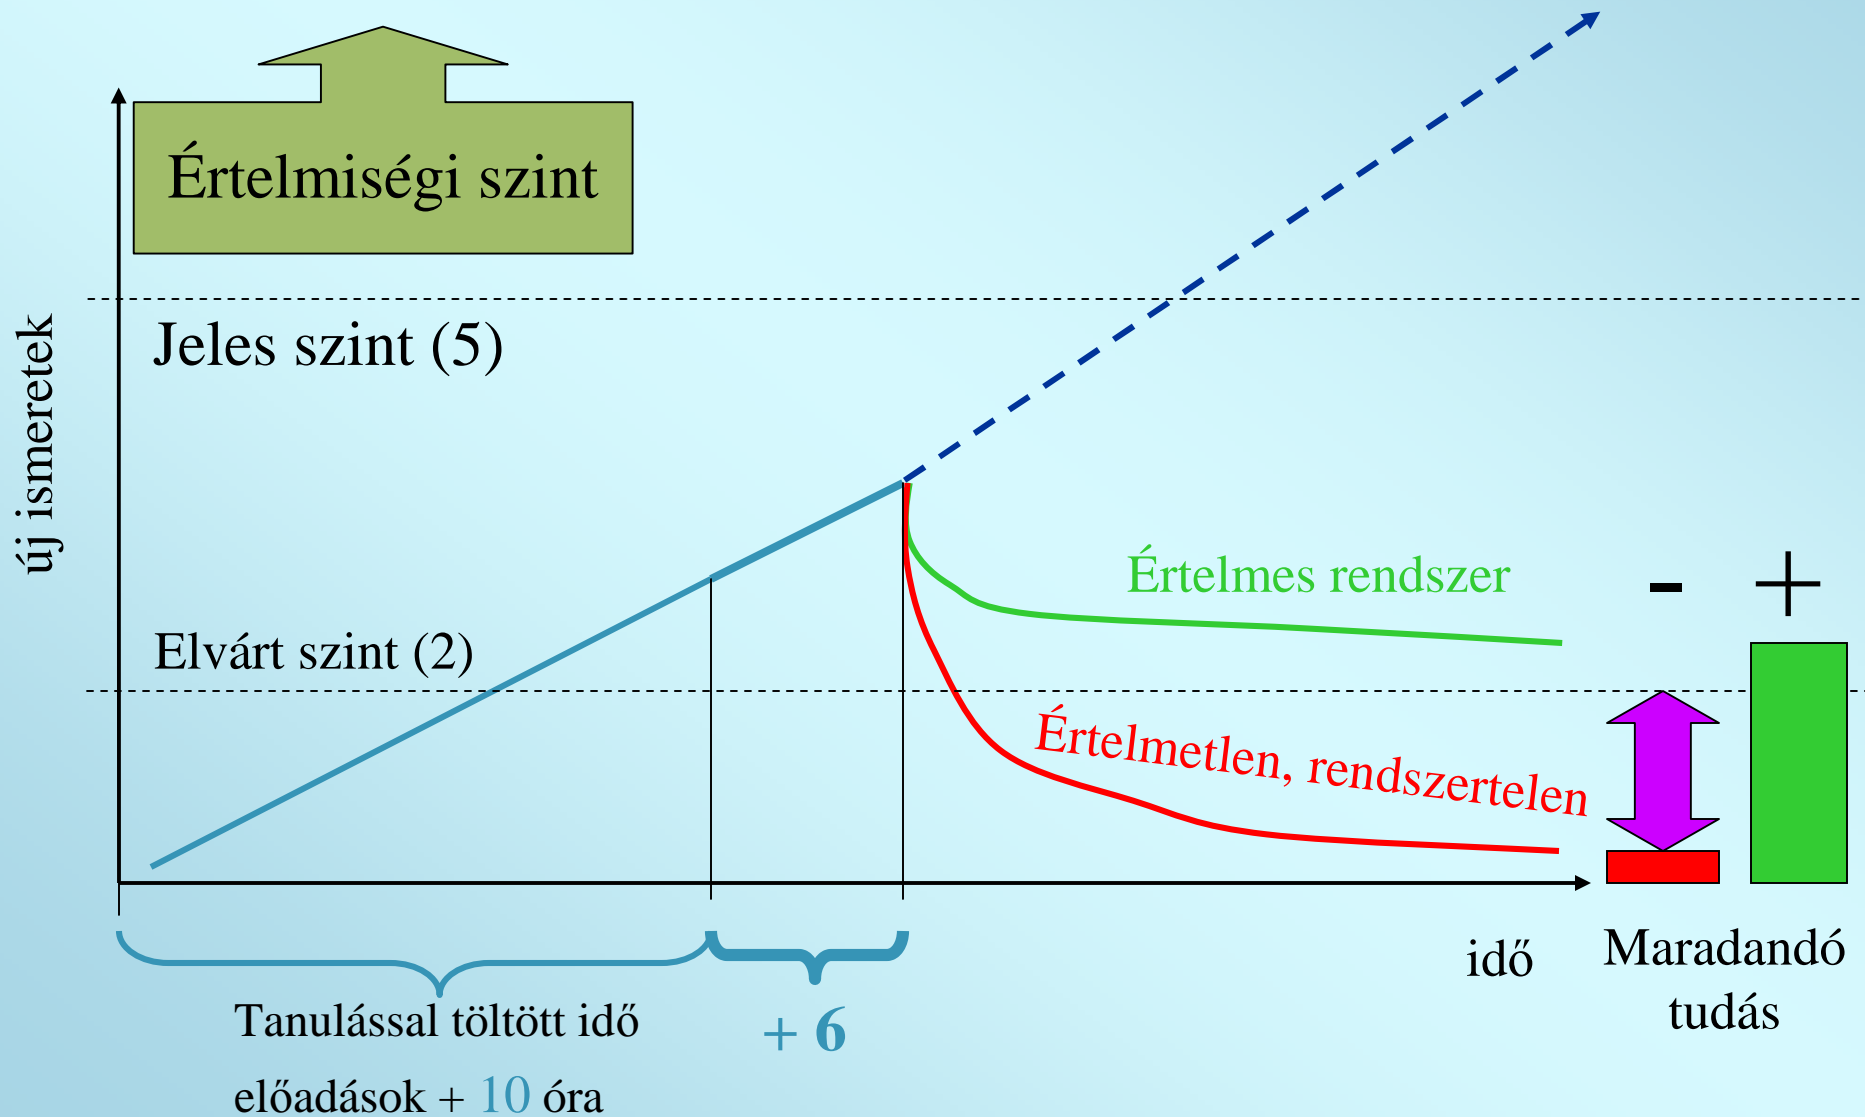 Értelmiségi szint
Jeles szint (5)
új ismeretek
Értelmes rendszer
- +
Elvárt szint (2)
Értelmetlen, rendszertelen
idő
Maradandó
tudás
Tanulással töltött idő
előadások + 10 óra
+ 6